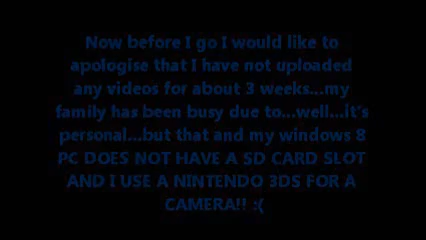 Now before I go I would like to
apologise that I have not uploaded
any videos for about 3 weeks...my
family has been busy due to...well...it's
personal...but that and my windows 8
PC DOES NOT HAVE A SD CARD SLOT
AND I USE A NINTENDO 3DS FOR A
CAMERA!! :(